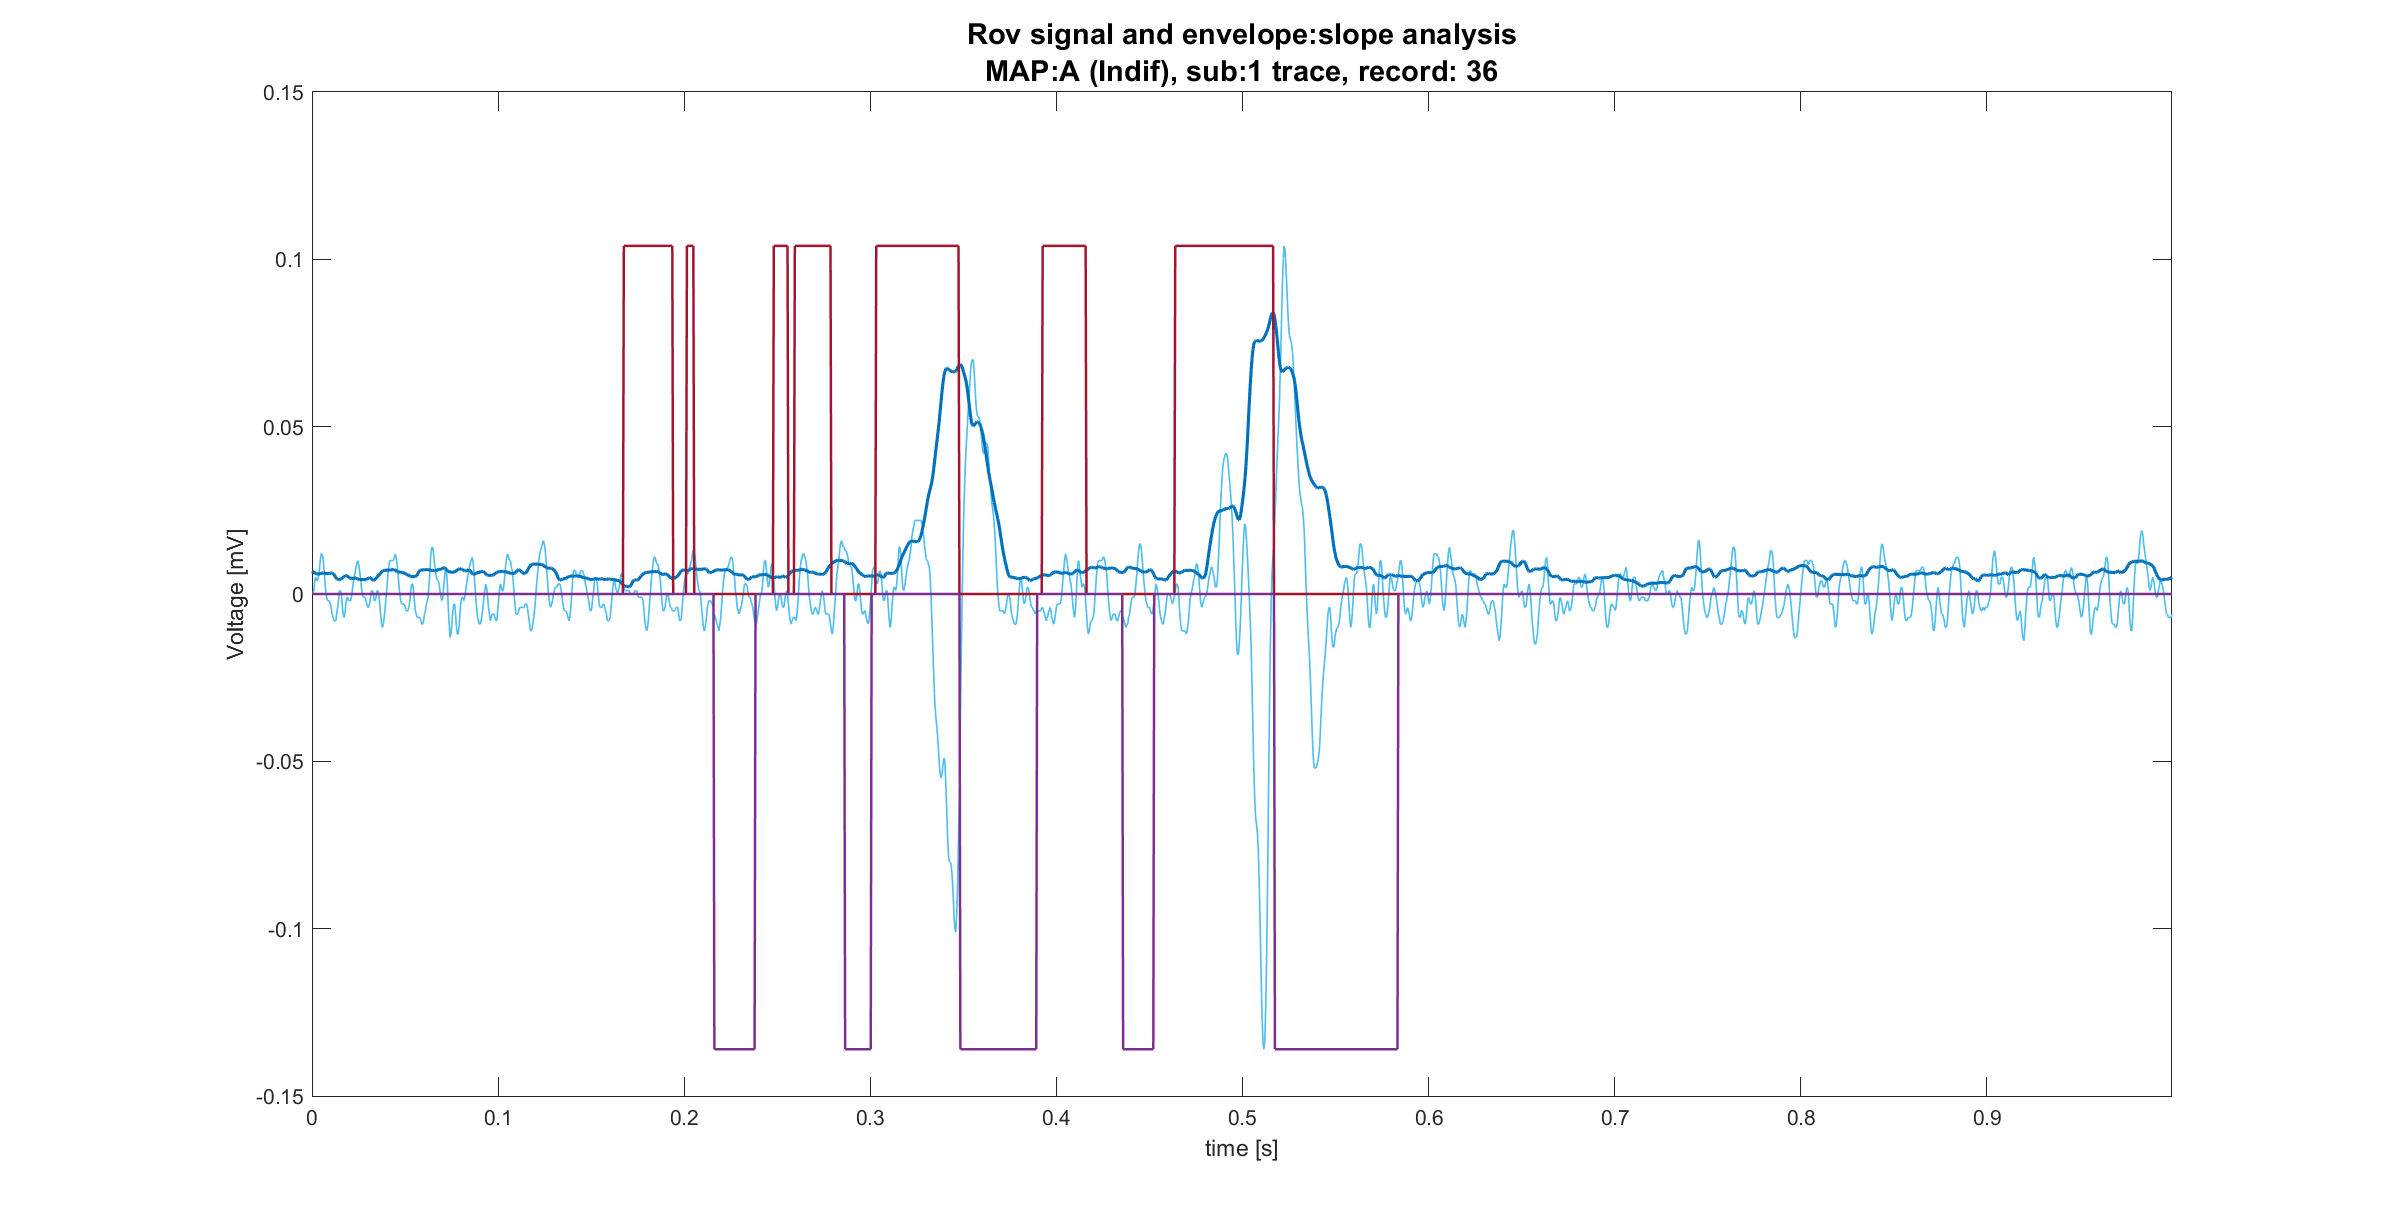 Rov signal and envelope:slope analysis
MAP:A (Indif), sub:1 trace, record: 36
0.15
0.1
0.05
0
-0.05
-0.1
-0.15
Voltage [mV]
0 0.1 0.2 0.3 0.4 0.5 0.6 0.7 0.8 0.9
time [s]